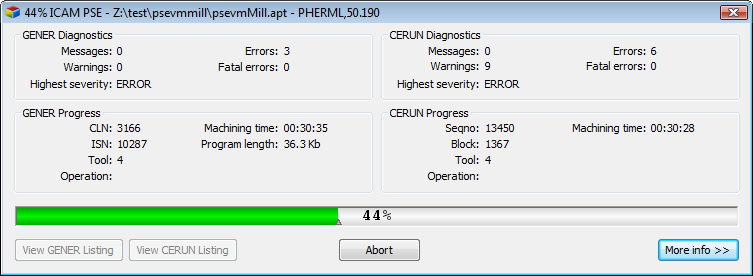 44% ICAM PSE - Z:\test\psevmmill\psevmMill.apt - PHERML,50.190
GENER Diagnostics
Messages: 0 Errors: 3
Warnings: 0 Fatal errors: 0
Highest severity: ERROR
CERUN Diagnostics
Messages: 0 Errors: 6
Warnings: 9 Fatal errors: 0
Highest severity: ERROR
GENER Progress
CLN: 3166 Machining time: 00:30:35
ISN: 10287 Program length: 36.3 Kb
Tool: 4
Operation:
CERUN Progress
Seqno: 13450 Machining time: 00:30:28
Block: 1367
Tool: 4
Operation:
44%
View GENER Listing View CERUN Listing Abort More info >>